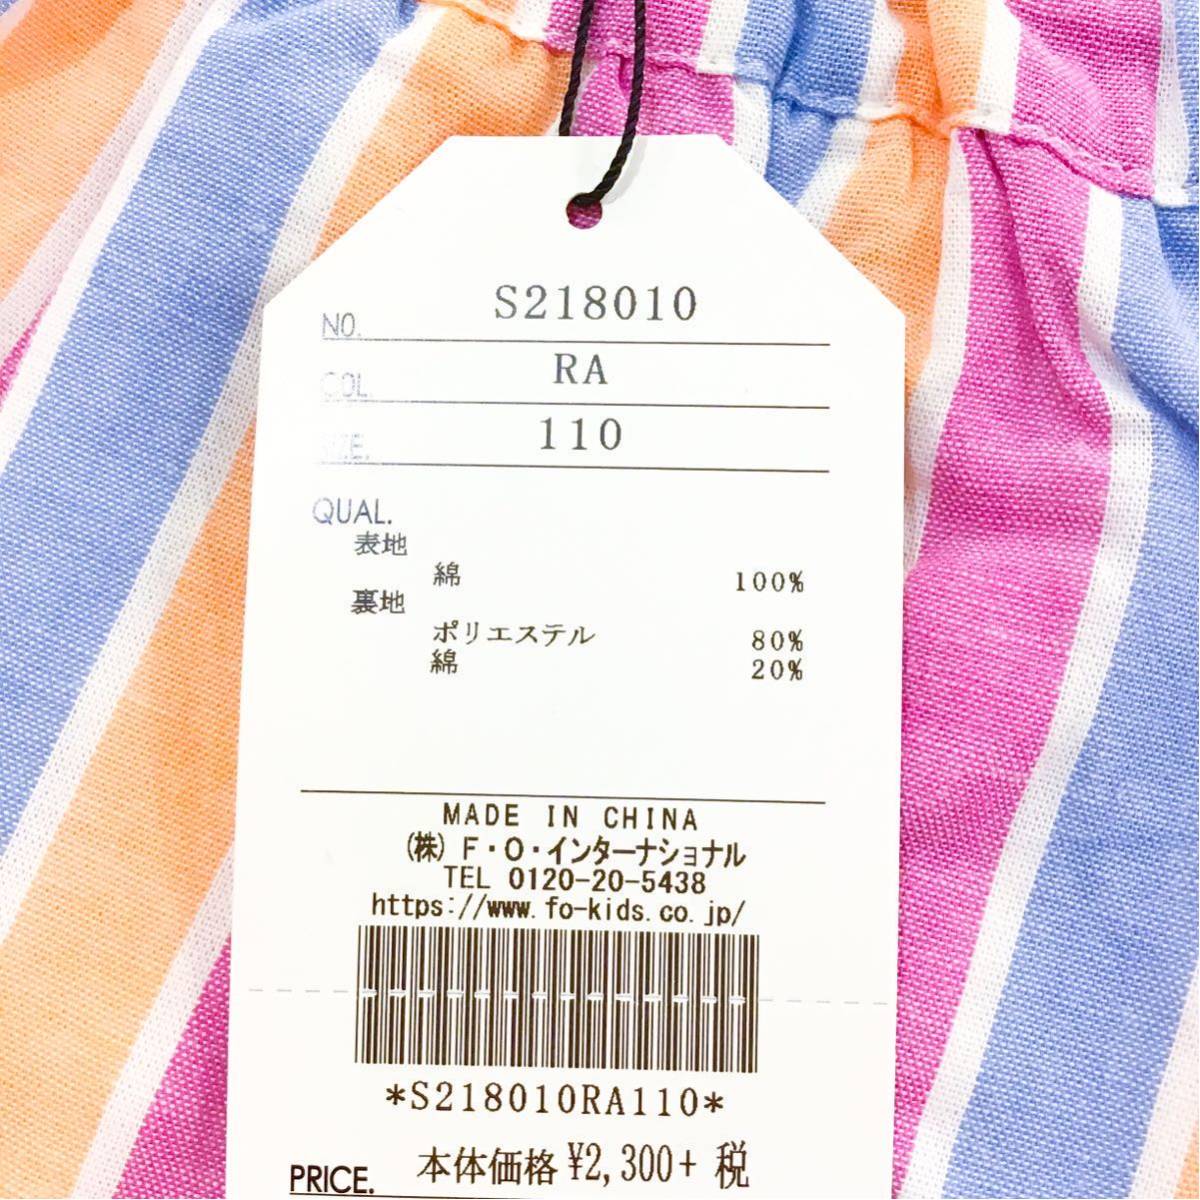 NO. S218010
COL. RA
SIZE. 110
QUAL.
表地
綿 100%
裏地
ポリエステル 80%
綿 20%
MADE IN CHINA
(株) F・O・インターナショナル
TEL 0120-20-5438
https://www.fo-kids.co.jp/
*S218010RA110*
PRICE. 本体価格 ¥2,300+ 税